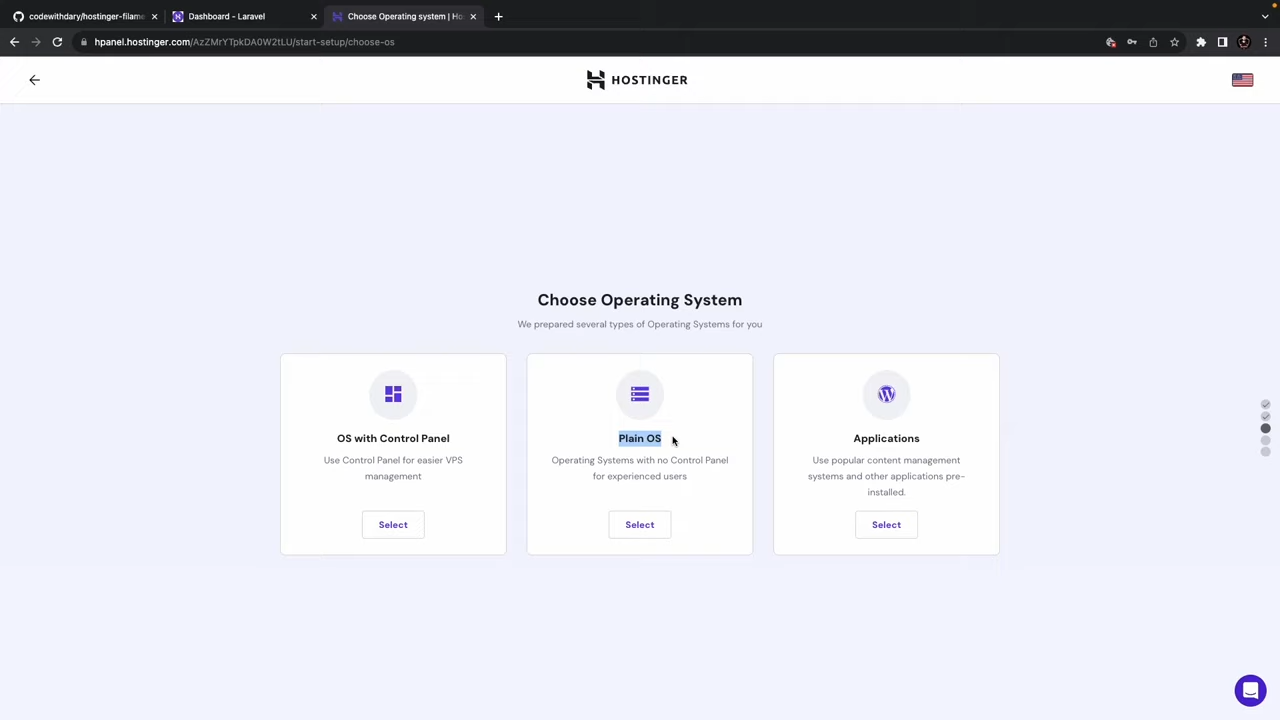 codewithdary/hostinger-filame
Dashboard - Laravel
Choose Operating system | Ho
hpanel.hostinger.com/AzZMrYTpkDA0W2tLU/start-setup/choose-os
HOSTINGER
Choose Operating System
We prepared several types of Operating Systems for you
OS with Control Panel
Use Control Panel for easier VPS
management
Select
Plain OS
Operating Systems with no Control Panel
for experienced users
Select
Applications
Use popular content management
systems and other applications pre-
installed.
Select